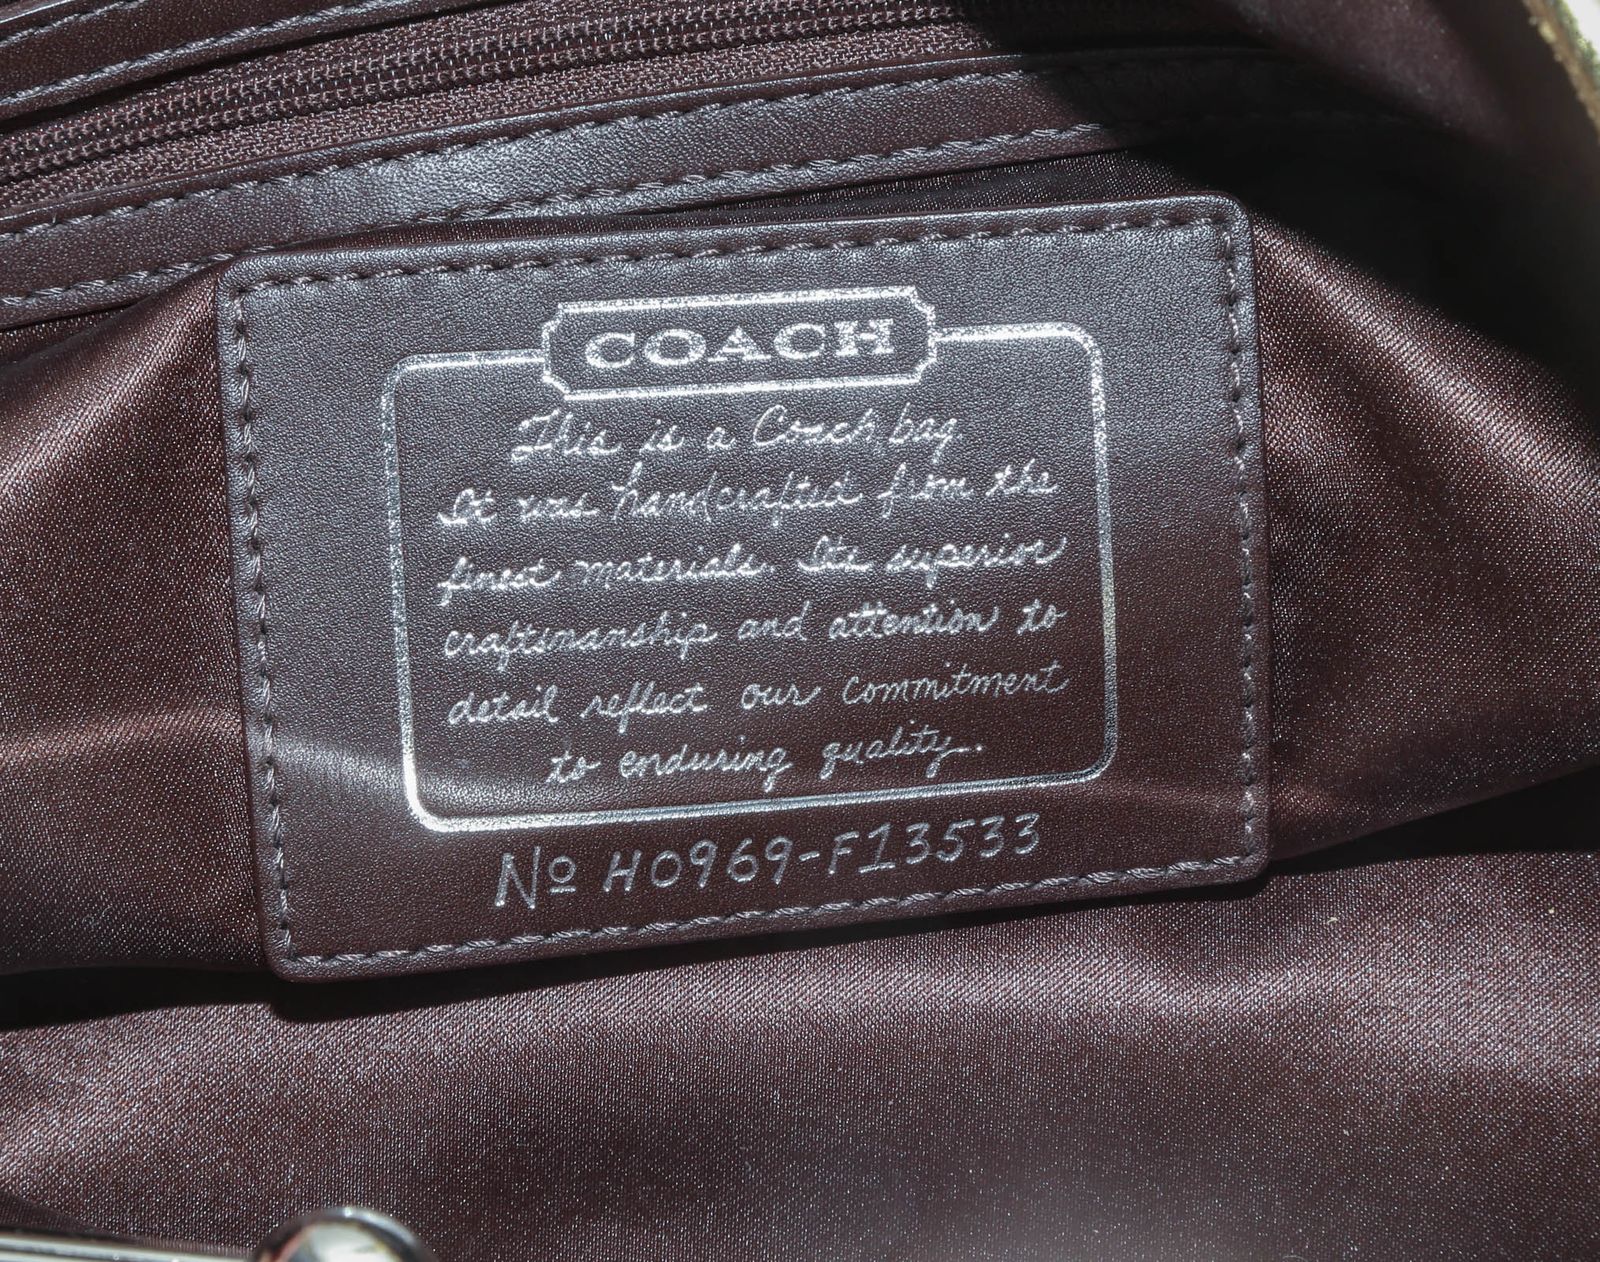 COACH
This is a Coach bag.
It was handcrafted from the
finest materials. Its superior
craftsmanship and attention to
detail reflect our commitment
to enduring quality.
No H0969-F13533